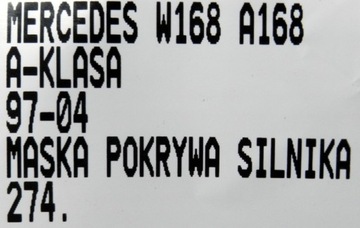 MERCEDES W168 A168
A-KLASA
97-04
MASKA POKRYWA SILNIKA
274.